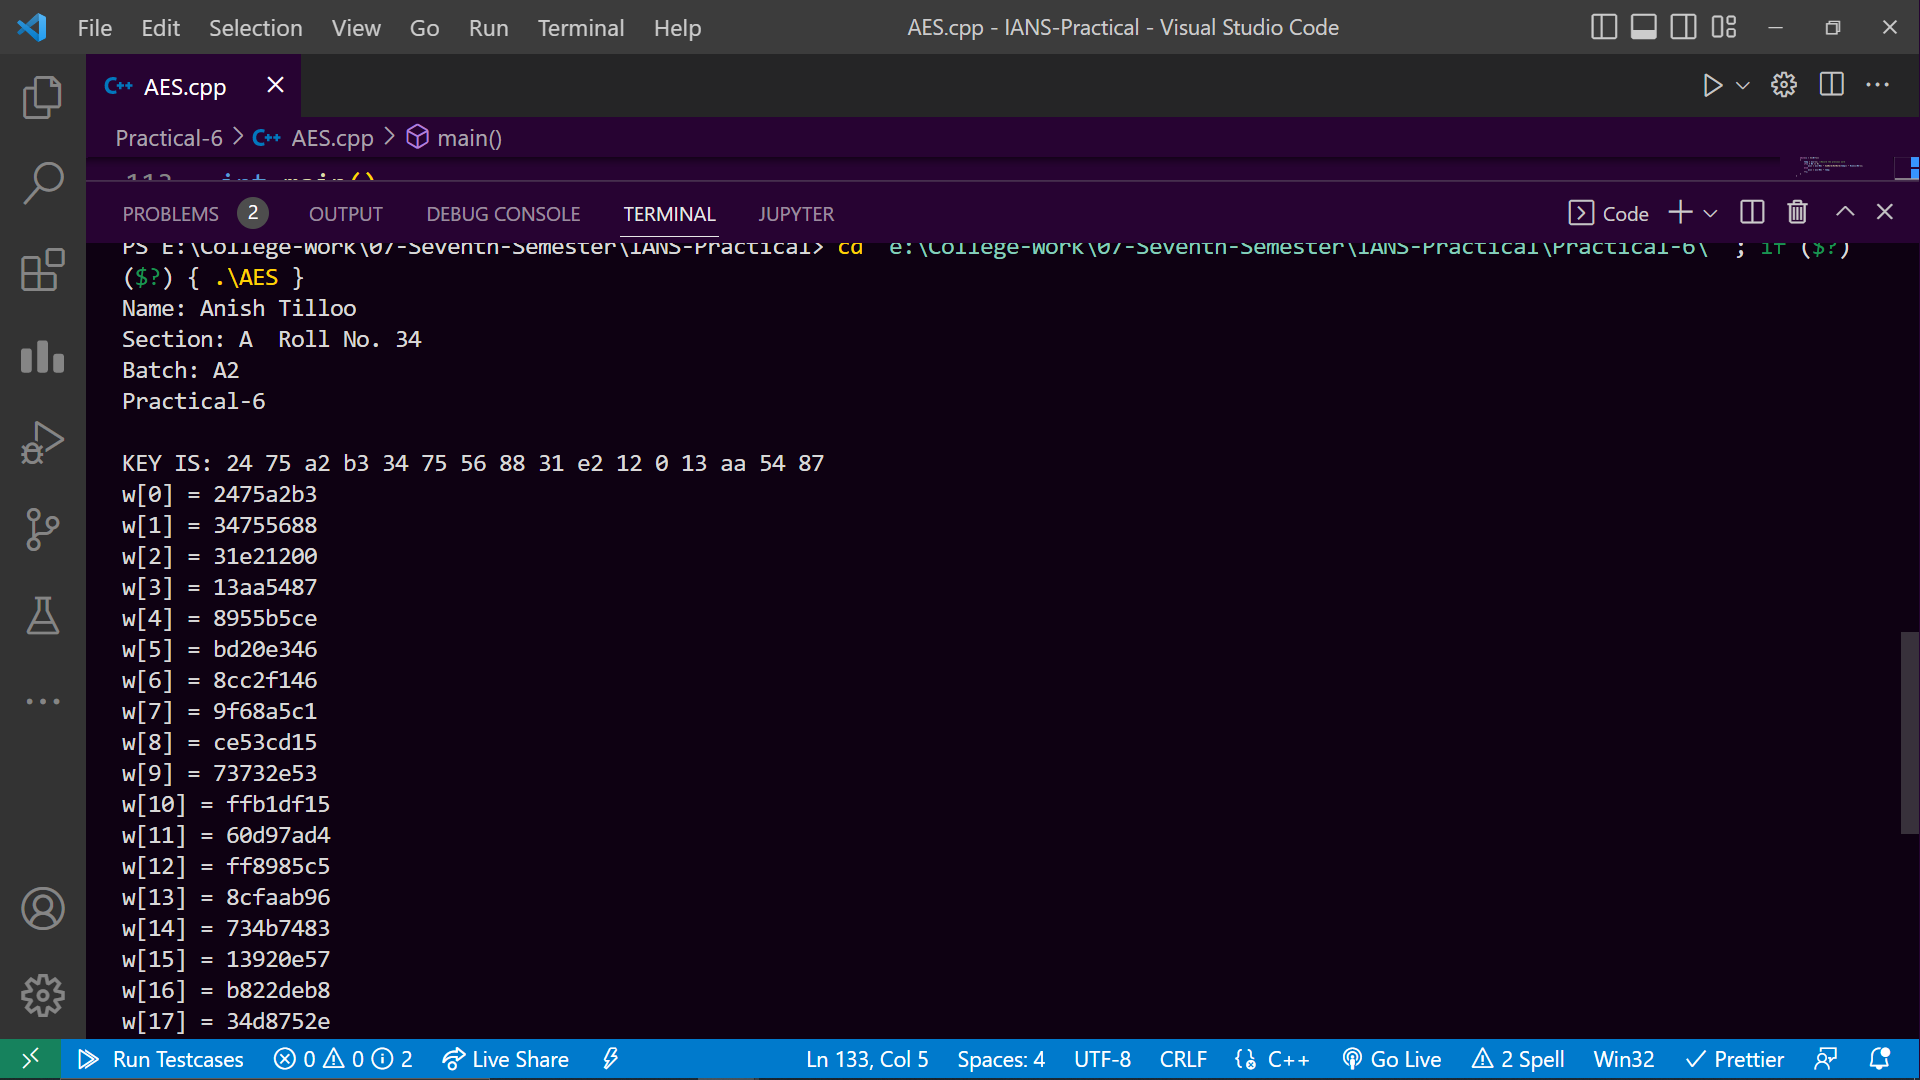 File Edit Selection View Go Run Terminal Help AES.cpp - IANS-Practical - Visual Studio Code
C++ AES.cpp
Practical-6 > C++ AES.cpp > main()
113 int main()
PROBLEMS 2 OUTPUT DEBUG CONSOLE TERMINAL JUPYTER Code
PS E:\College-Work\07-Seventh-Semester\IANS-Practical> cd "e:\College-Work\07-Seventh-Semester\IANS-Practical\Practical-6\" ; if ($?)
($?) { .\AES }
Name: Anish Tilloo
Section: A  Roll No. 34
Batch: A2
Practical-6
KEY IS: 24 75 a2 b3 34 75 56 88 31 e2 12 0 13 aa 54 87
w[0] = 2475a2b3
w[1] = 34755688
w[2] = 31e21200
w[3] = 13aa5487
w[4] = 8955b5ce
w[5] = bd20e346
w[6] = 8cc2f146
w[7] = 9f68a5c1
w[8] = ce53cd15
w[9] = 73732e53
w[10] = ffb1df15
w[11] = 60d97ad4
w[12] = ff8985c5
w[13] = 8cfaab96
w[14] = 734b7483
w[15] = 13920e57
w[16] = b822deb8
w[17] = 34d8752e
Run Testcases 0 0 2 Live Share Ln 133, Col 5 Spaces: 4 UTF-8 CRLF {} C++ Go Live 2 Spell Win32 Prettier